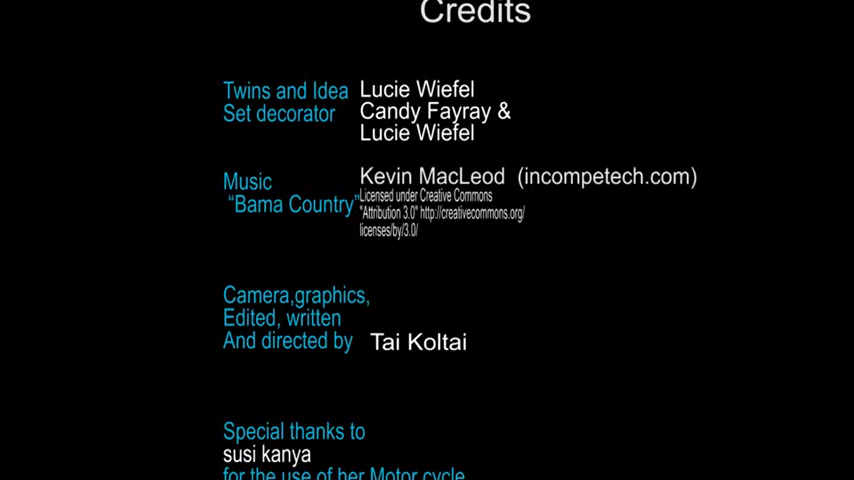 Credits
Twins and Idea Lucie Wiefel
Set decorator Candy Fayray &
Lucie Wiefel
Music Kevin MacLeod (incompetech.com)
“Bama Country” Licensed under Creative Commons
"Attribution 3.0" http://creativecommons.org/
licenses/by/3.0/
Camera,graphics,
Edited, written
And directed by Tai Koltai
Special thanks to
susi kanya
for the use of her Motor cycle